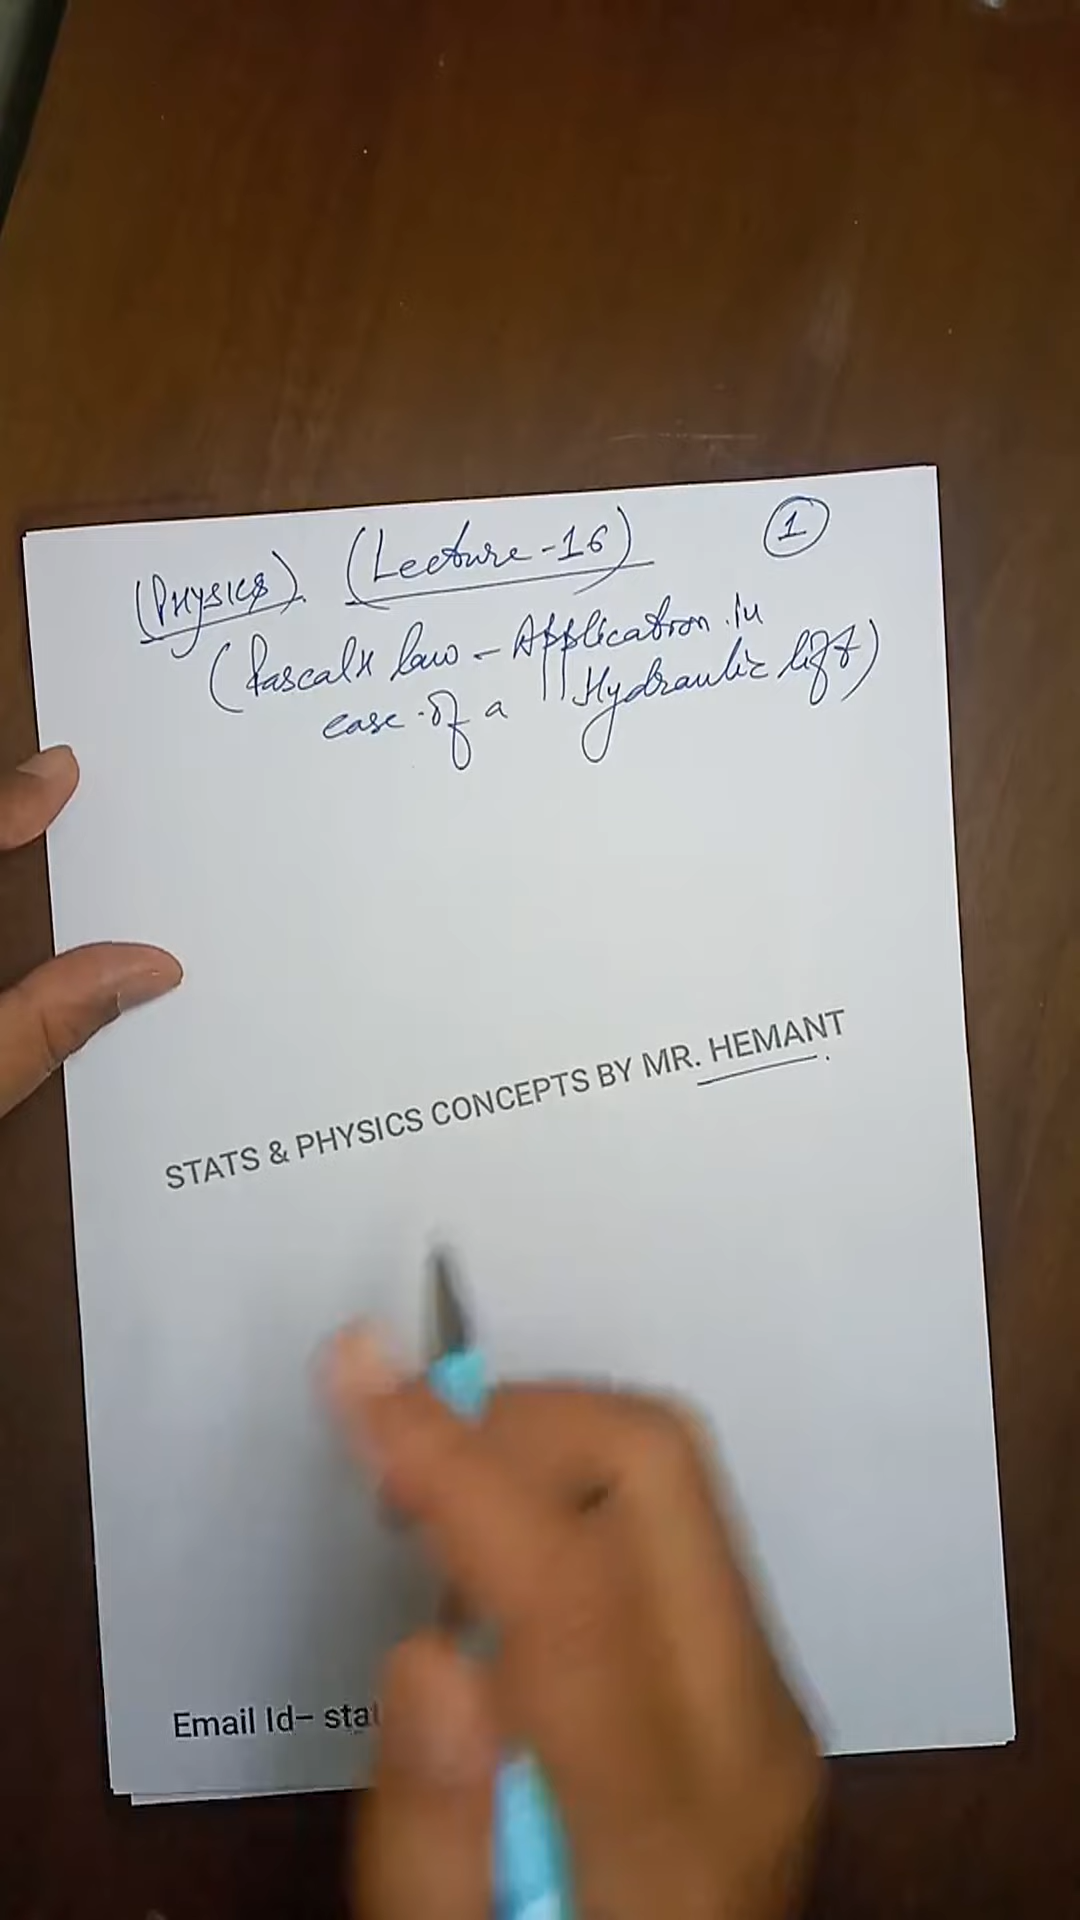 (Physics) (Lecture-16) 1
(Pascal's law - Application in
case of a Hydraulic lift)
STATS & PHYSICS CONCEPTS BY MR. HEMANT
Email Id– stat